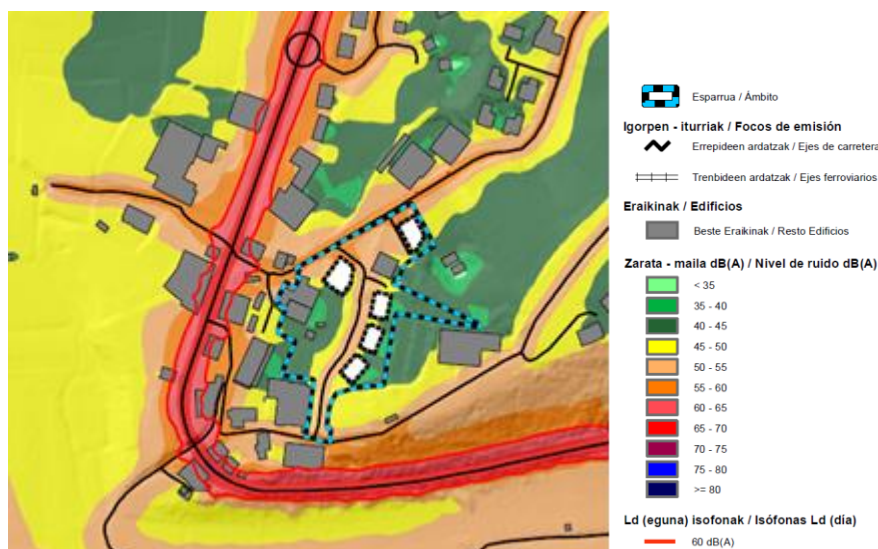 Esparrua / Ámbito
Igorpen - iturriak / Focos de emisión
Errepideen ardatzak / Ejes de carretera
Trenbideen ardatzak / Ejes ferroviarios
Eraikinak / Edificios
Beste Eraikinak / Resto Edificios
Zarata - maila dB(A) / Nivel de ruido dB(A)
< 35
35 - 40
40 - 45
45 - 50
50 - 55
55 - 60
60 - 65
65 - 70
70 - 75
75 - 80
>= 80
Ld (eguna) isofonak / Isófonas Ld (día)
60 dB(A)